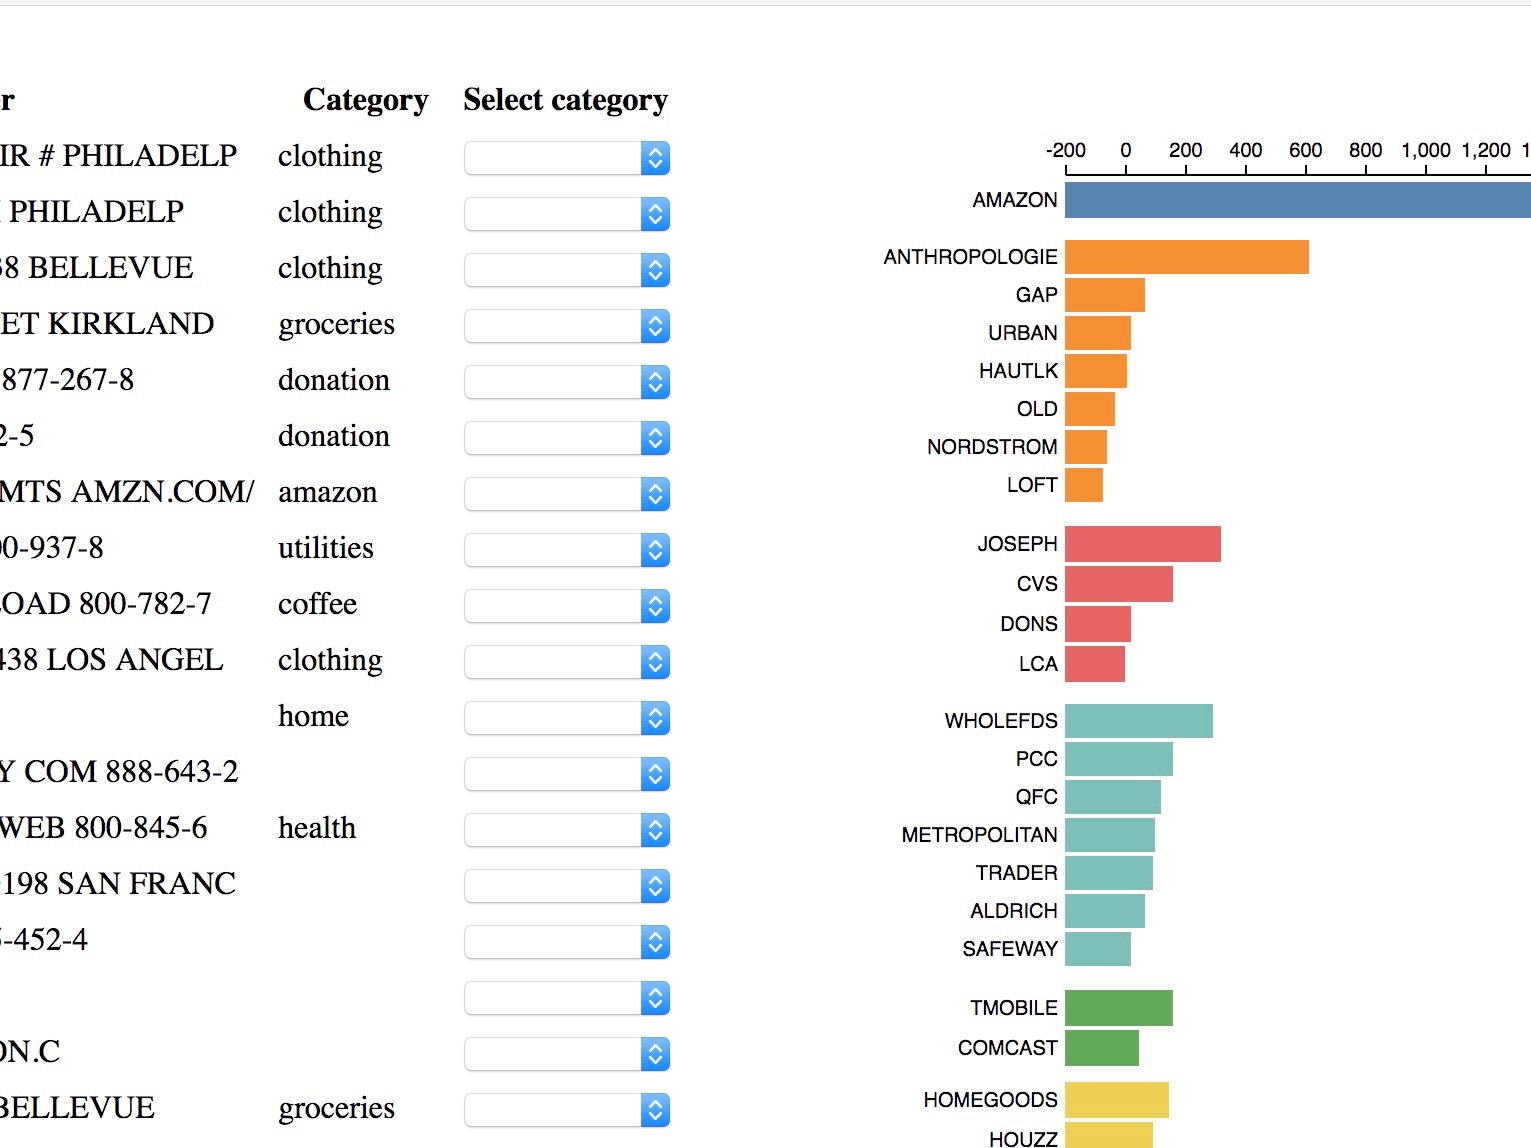 r Category Select category
IR # PHILADELP clothing
PHILADELP clothing
38 BELLEVUE clothing
ET KIRKLAND groceries
877-267-8 donation
2-5 donation
MTS AMZN.COM/ amazon
00-937-8 utilities
OAD 800-782-7 coffee
438 LOS ANGEL clothing
home
Y COM 888-643-2
WEB 800-845-6 health
198 SAN FRANC
-452-4
ON.C
BELLEVUE groceries
-200 0 200 400 600 800 1,000 1,200 1
AMAZON
ANTHROPOLOGIE
GAP
URBAN
HAUTLK
OLD
NORDSTROM
LOFT
JOSEPH
CVS
DONS
LCA
WHOLEFDS
PCC
QFC
METROPOLITAN
TRADER
ALDRICH
SAFEWAY
TMOBILE
COMCAST
HOMEGOODS
HOUZZ